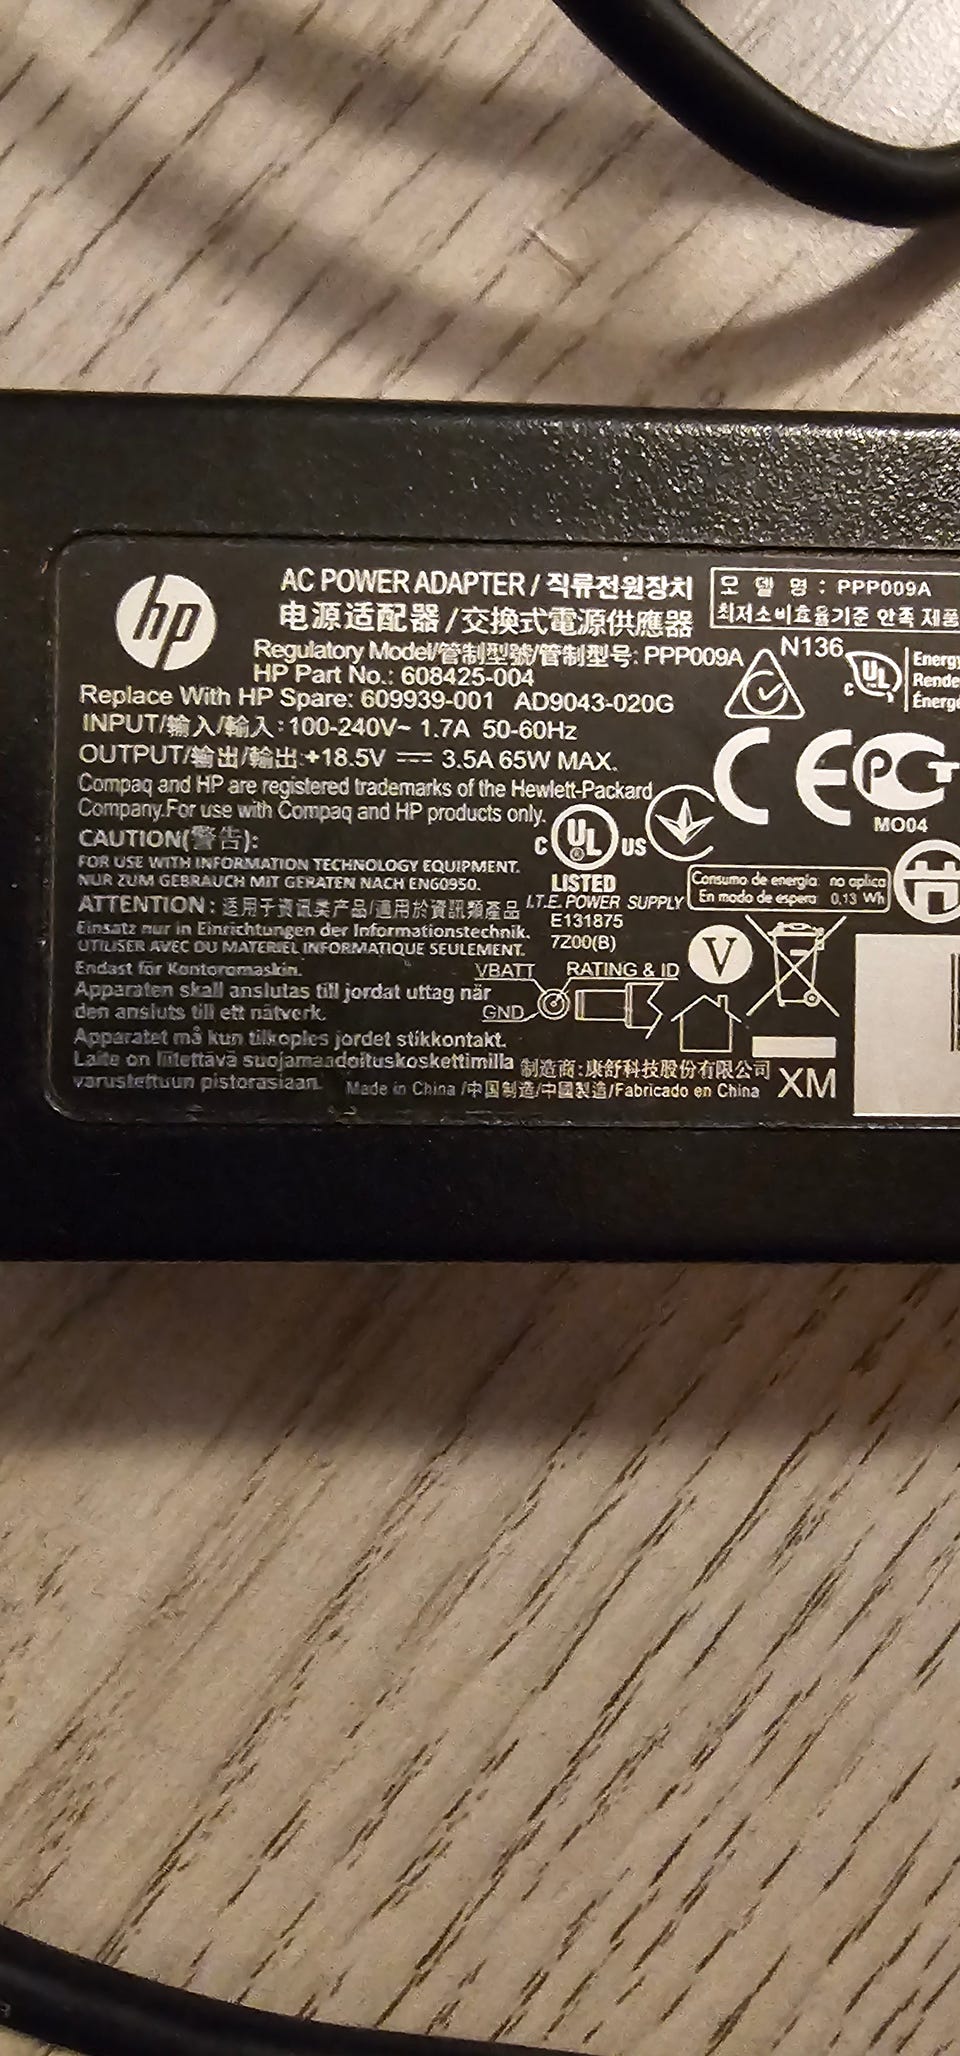 hp
AC POWER ADAPTER / 직류전원장치
电源适配器/交換式電源供應器
Regulatory Model/管制型號/管制型号: PPP009A
HP Part No.: 608425-004
Replace With HP Spare: 609939-001 AD9043-020G
INPUT/输入/輸入: 100-240V~ 1.7A 50-60Hz
OUTPUT/输出/輸出:+18.5V ⎓ 3.5A 65W MAX.
Compaq and HP are registered trademarks of the Hewlett-Packard
Company.For use with Compaq and HP products only.
CAUTION(警告):
FOR USE WITH INFORMATION TECHNOLOGY EQUIPMENT.
NUR ZUM GEBRAUCH MIT GERATEN NACH EN60950.
ATTENTION: 适用于资讯类产品/適用於資訊類產品
Einsatz nur in Einrichtungen der Informationstechnik.
UTILISER AVEC DU MATERIEL INFORMATIQUE SEULEMENT.
Endast för Kontorsmaskin.
Apparaten skall anslutas till jordat uttag när
den ansluts till ett nätverk.
Apparatet må kun tilkoples jordet stikkontakt.
Laite on liitettävä suojamaadoituskoskettimilla
varustettuun pistorasiaan.
모 델 명 : PPP009A
최저소비효율기준 만족 제품
N136
C UL
Energy
CE
PCT
MO04
C UL US
LISTED
I.T.E. POWER SUPPLY
E131875
7Z00(B)
Consumo de energía: no aplica
En modo de espera: 0,13 Wh
V
VBATT
RATING & ID
GND
制造商:康舒科技股份有限公司
Made in China /中国制造/中國製造/Fabricado en China
XM